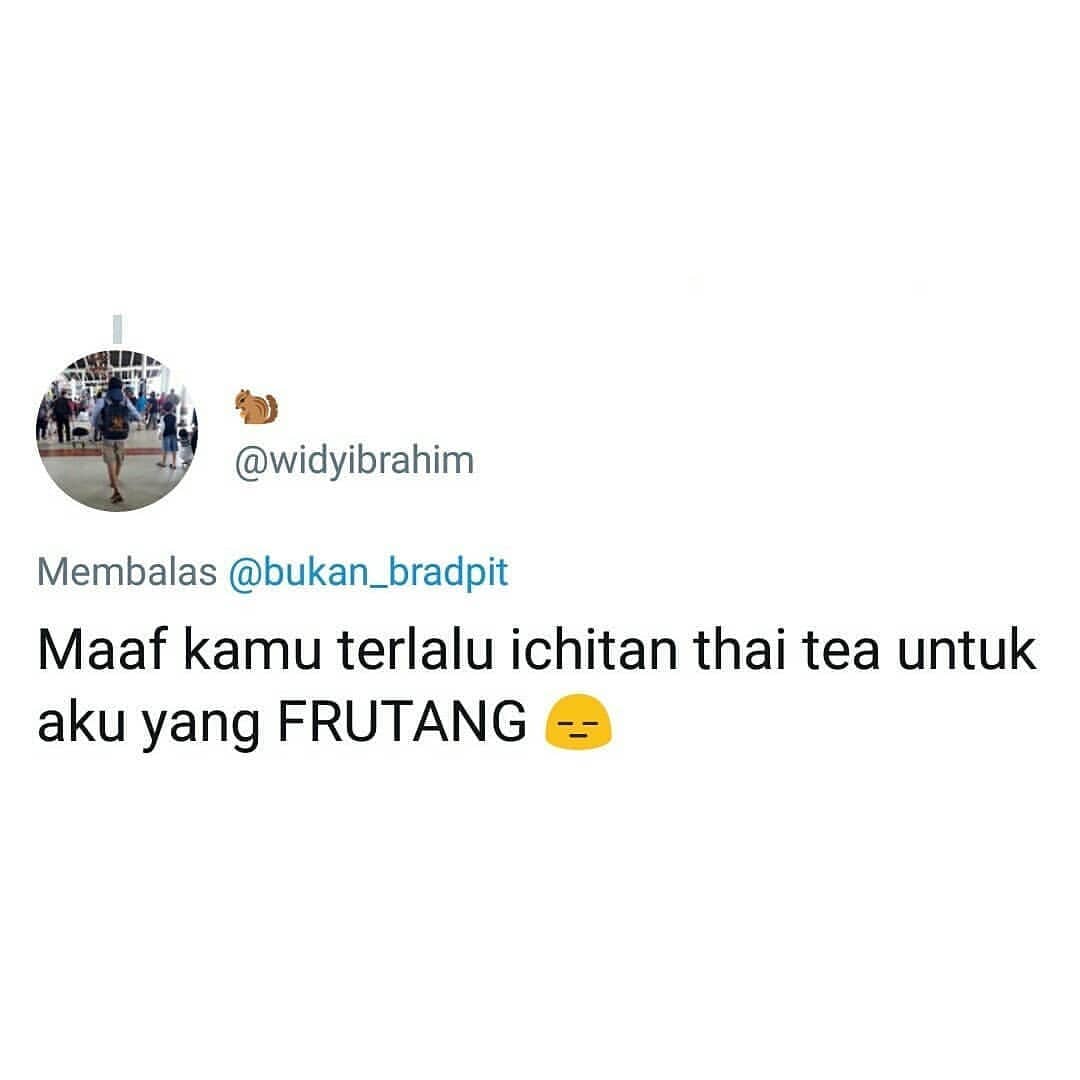 🐿
@widyibrahim
Membalas @bukan_bradpit
Maaf kamu terlalu ichitan thai tea untuk
aku yang FRUTANG 😑